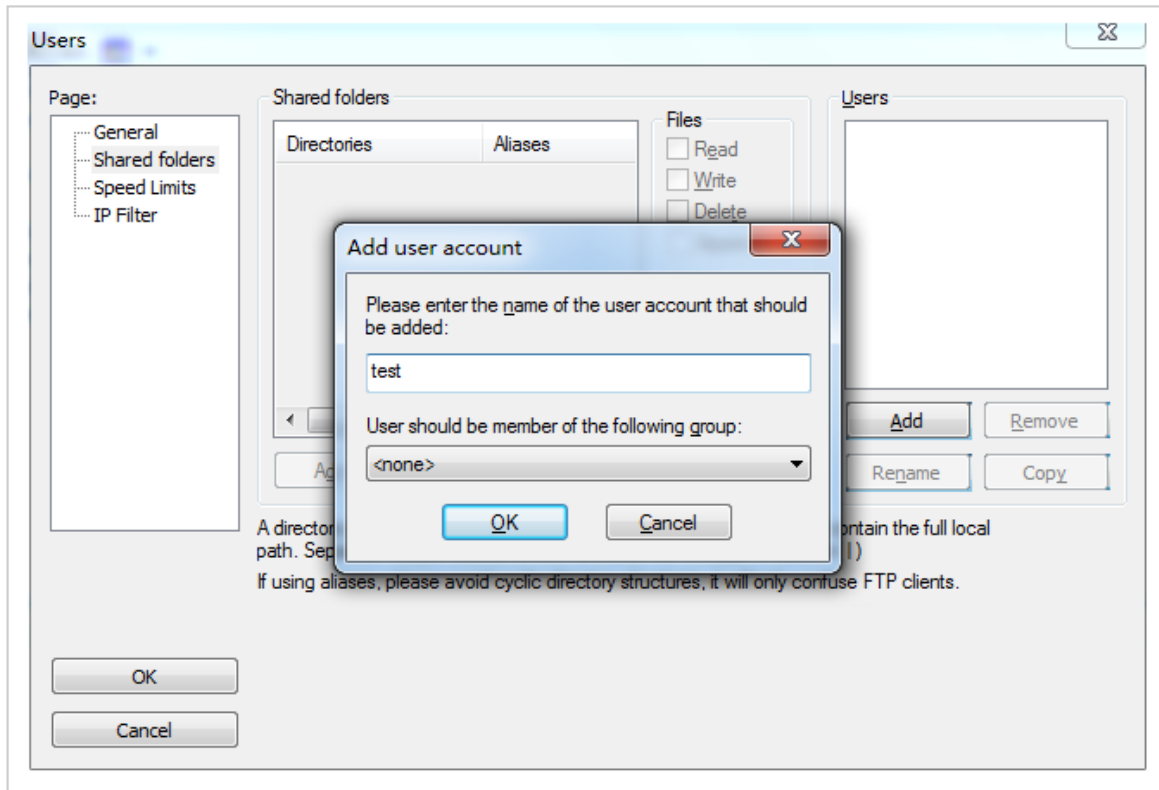 Users
Page:
General
Shared folders
Speed Limits
IP Filter
Shared folders
Directories Aliases
Files
Read
Write
Delete
Users
Add Remove
Rename Copy
Add user account
Please enter the name of the user account that should
be added:
test
User should be member of the following group:
<none>
OK Cancel
A director
ontain the full local
path. Sep
If using aliases, please avoid cyclic directory structures, it will only confuse FTP clients.
OK
Cancel